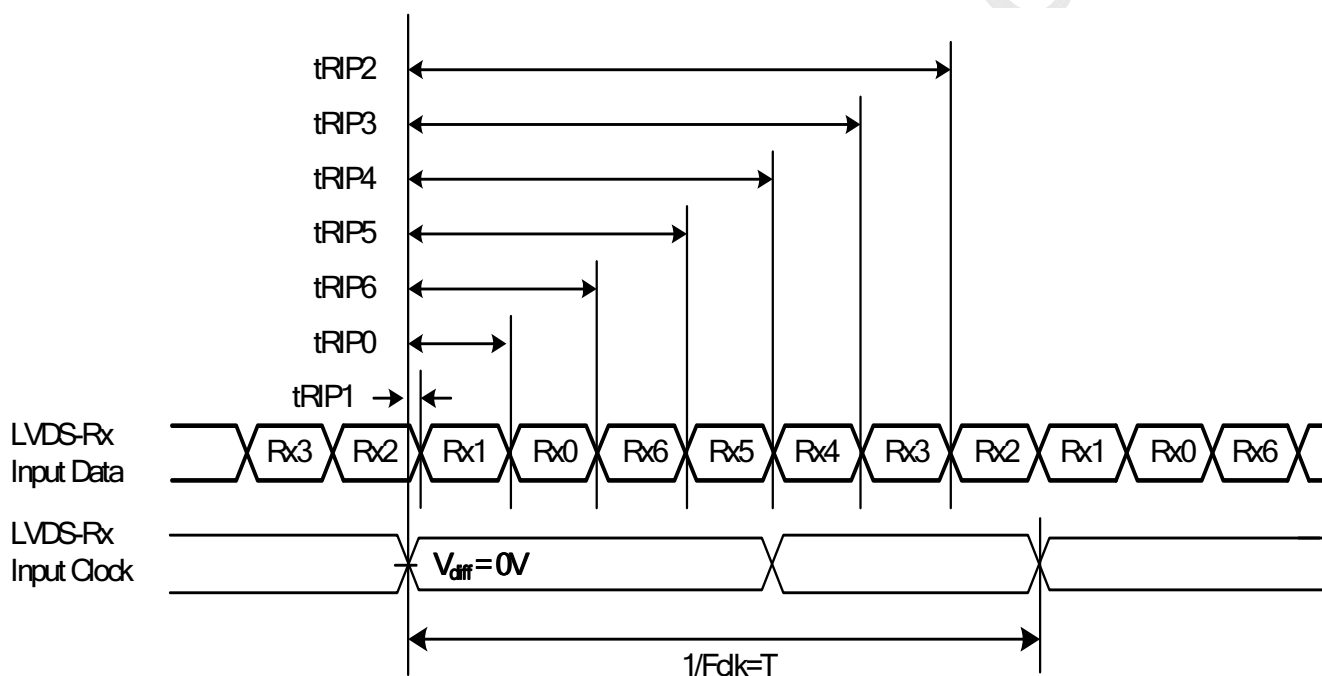 tRIP2
tRIP3
tRIP4
tRIP5
tRIP6
tRIP0
tRIP1
LVDS-Rx
Input Data
Rx3 Rx2 Rx1 Rx0 Rx6 Rx5 Rx4 Rx3 Rx2 Rx1 Rx0 Rx6
LVDS-Rx
Input Clock
Vdiff = 0V
1/Fclk=T